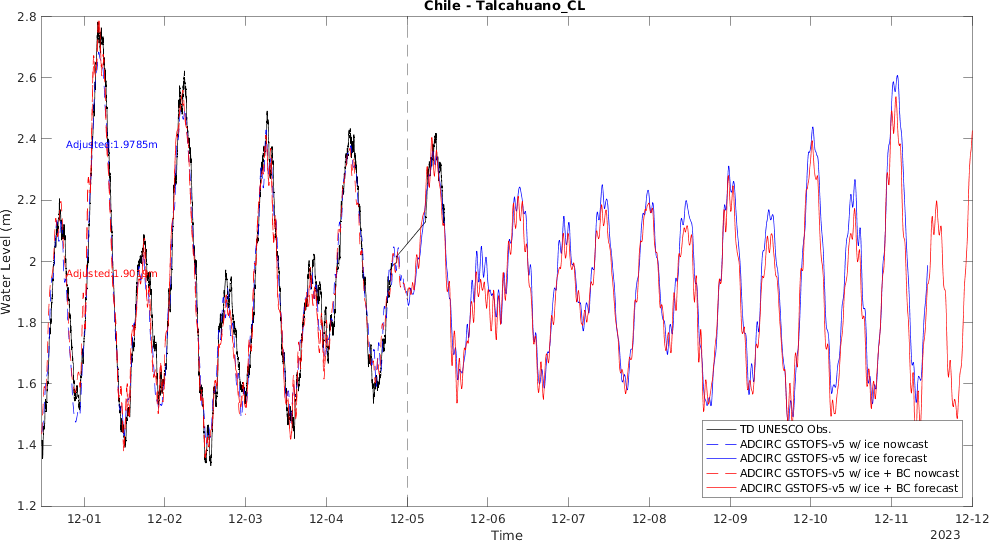 Chile - Talcahuano_CL
Water Level (m)
2.8
2.6
2.4
2.2
2
1.8
1.6
1.4
1.2
Adjusted:1.9785m
TD UNESCO Obs.
ADCIRC GSTOFS-v5 w/ ice nowcast
ADCIRC GSTOFS-v5 w/ ice forecast
ADCIRC GSTOFS-v5 w/ ice + BC nowcast
ADCIRC GSTOFS-v5 w/ ice + BC forecast
12-01 12-02 12-03 12-04 12-05 12-06 12-07 12-08 12-09 12-10 12-11 12-12
Time
2023